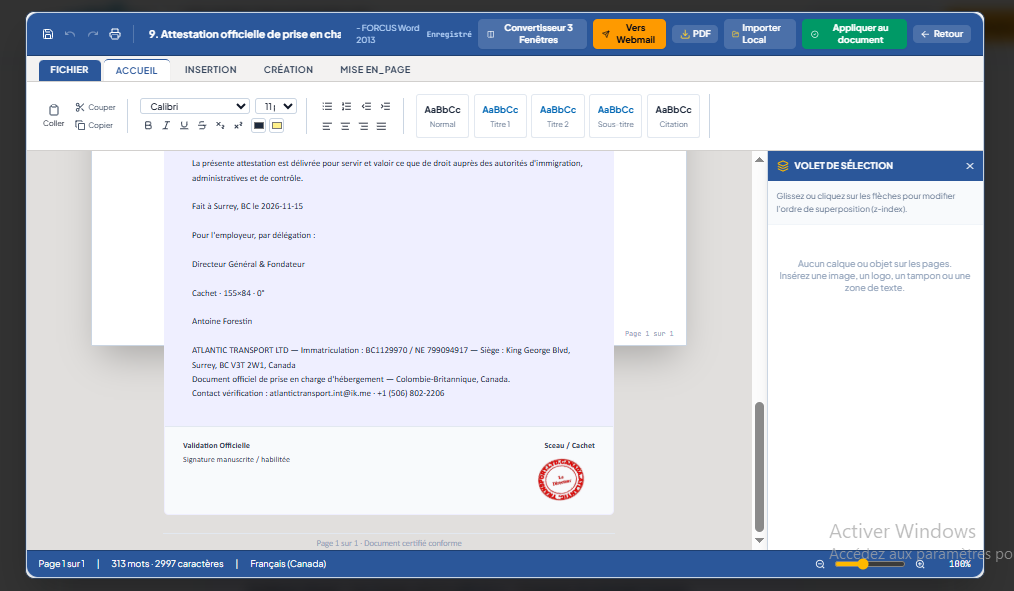 9. Attestation officielle de prise en cha
- FORCUS Word 2013
Enregistré
Convertisseur 3 Fenêtres
Vers Webmail
PDF
Importer Local
Appliquer au document
Retour
FICHIER
ACCUEIL
INSERTION
CRÉATION
MISE EN_PAGE
Coller
Couper
Copier
Calibri
11
AaBbCc
Normal
AaBbCc
Titre 1
AaBbCc
Titre 2
AaBbCc
Sous-titre
AaBbCc
Citation
La présente attestation est délivrée pour servir et valoir ce que de droit auprès des autorités d'immigration,
administratives et de contrôle.
Fait à Surrey, BC le 2026-11-15
Pour l'employeur, par délégation :
Directeur Général & Fondateur
Cachet · 155×84 · 0°
Antoine Forestin
Page 1 sur 1
ATLANTIC TRANSPORT LTD — Immatriculation : BC1129970 / NE 799094917 — Siège : King George Blvd,
Surrey, BC V3T 2W1, Canada
Document officiel de prise en charge d'hébergement — Colombie-Britannique, Canada.
Contact vérification : atlantictransport.int@ik.me · +1 (506) 802-2206
Validation Officielle
Signature manuscrite / habilitée
Sceau / Cachet
Le
Directeur
Page 1 sur 1 · Document certifié conforme
VOLET DE SÉLECTION
Glissez ou cliquez sur les flèches pour modifier
l'ordre de superposition (z-index).
Aucun calque ou objet sur les pages.
Insérez une image, un logo, un tampon ou une
zone de texte.
Activer Windows
Accédez aux paramètres po
Page 1 sur 1
313 mots · 2997 caractères
Français (Canada)
100%